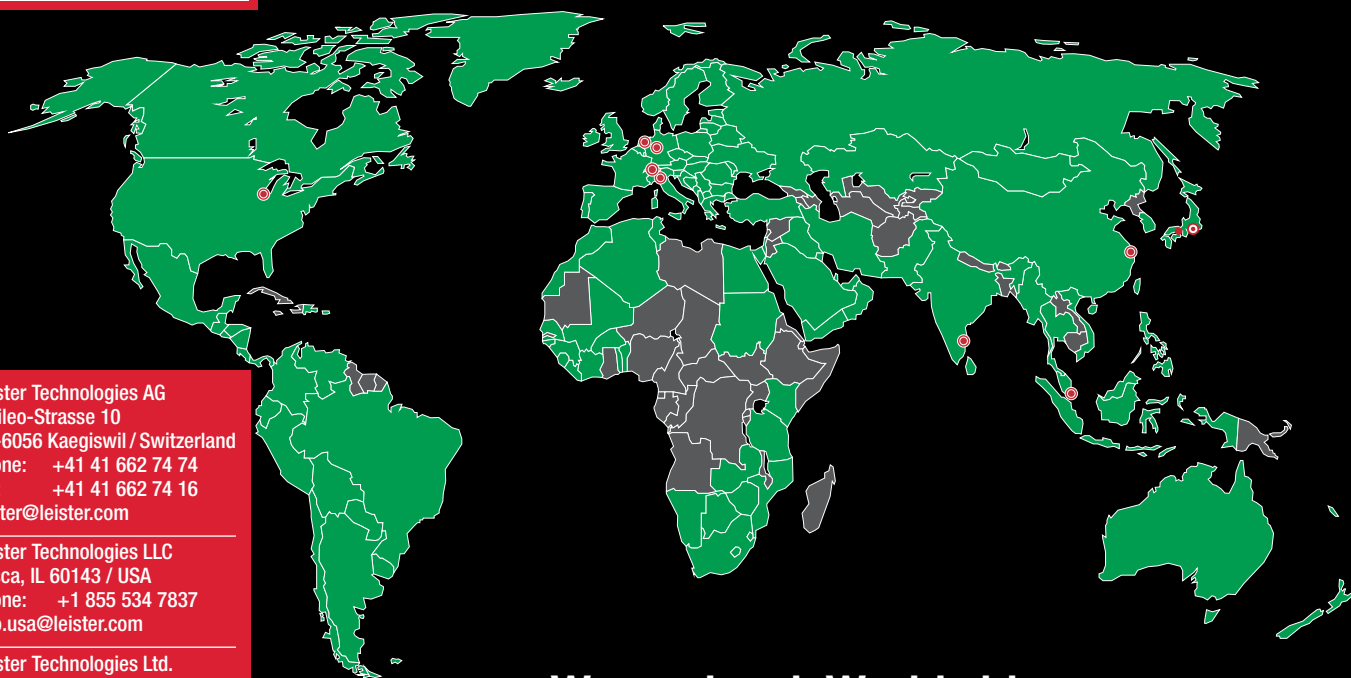 ster Technologies AG
ileo-Strasse 10
-6056 Kaegiswil / Switzerland
one: +41 41 662 74 74
+41 41 662 74 16
ter@leister.com
ster Technologies LLC
sca, IL 60143 / USA
one: +1 855 534 7837
o.usa@leister.com
ster Technologies Ltd.